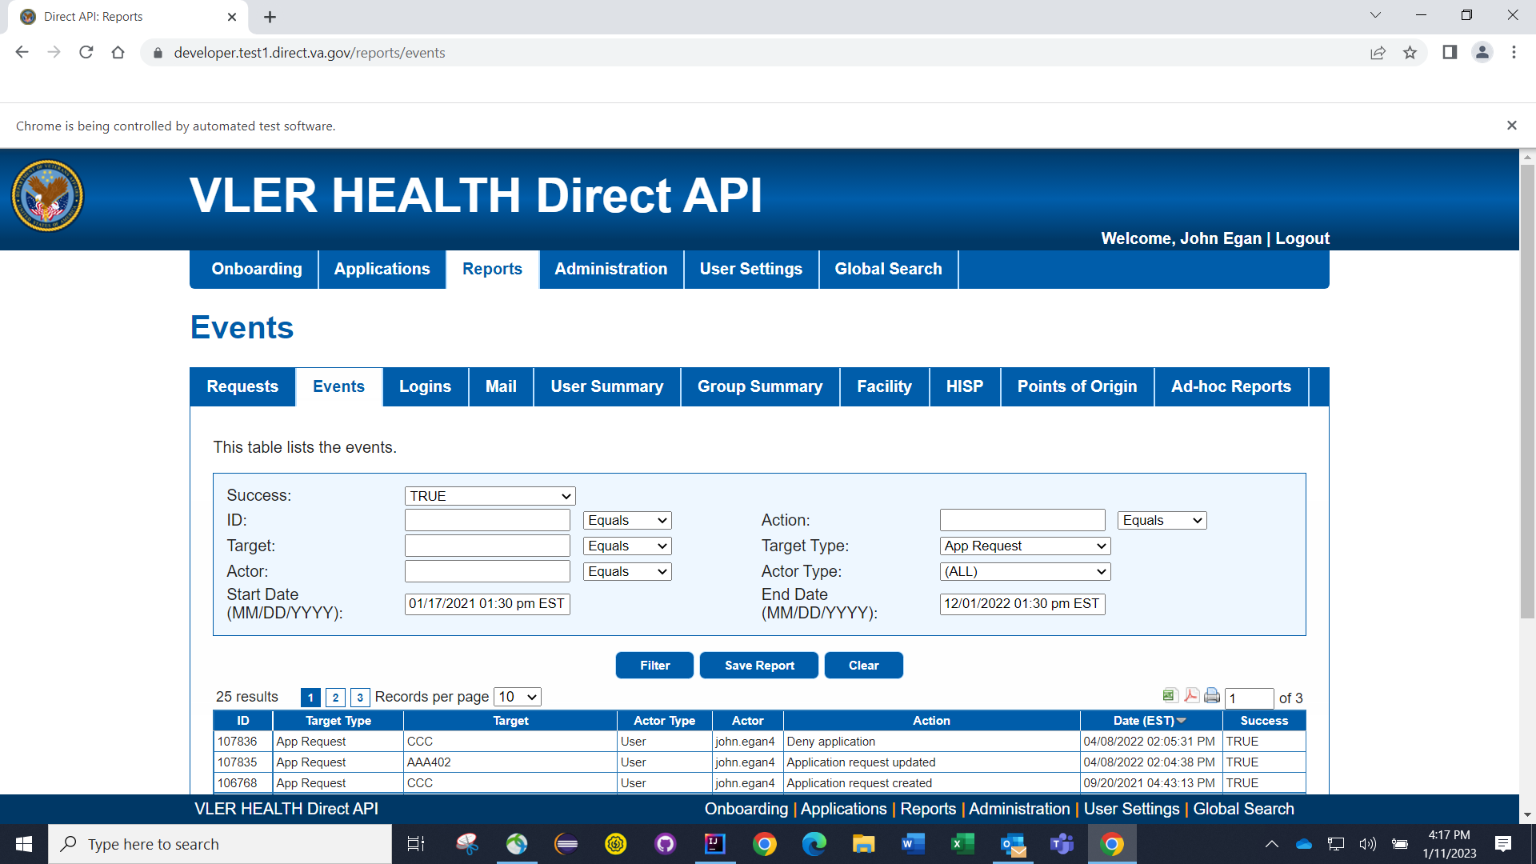 Direct API: Reports
developer.test1.direct.va.gov/reports/events
Chrome is being controlled by automated test software.
VLER HEALTH Direct API
Welcome, John Egan | Logout
Onboarding Applications Reports Administration User Settings Global Search
Events
Requests Events Logins Mail User Summary Group Summary Facility HISP Points of Origin Ad-hoc Reports
This table lists the events.
Success: TRUE
ID: Equals Action: Equals
Target: Equals Target Type: App Request
Actor: Equals Actor Type: (ALL)
Start Date (MM/DD/YYYY): 01/17/2021 01:30 pm EST End Date (MM/DD/YYYY): 12/01/2022 01:30 pm EST
Filter Save Report Clear
25 results 1 2 3 Records per page 10 1 of 3
ID Target Type Target Actor Type Actor Action Date (EST) Success
107836 App Request CCC User john.egan4 Deny application 04/08/2022 02:05:31 PM TRUE
107835 App Request AAA402 User john.egan4 Application request updated 04/08/2022 02:04:38 PM TRUE
106768 App Request CCC User john.egan4 Application request created 09/20/2021 04:43:13 PM TRUE
VLER HEALTH Direct API Onboarding | Applications | Reports | Administration | User Settings | Global Search
Type here to search
4:17 PM
1/11/2023